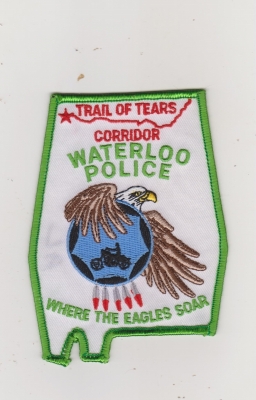 TRAIL OF TEARS
CORRIDOR
WATERLOO
POLICE
WHERE THE EAGLES SOAR